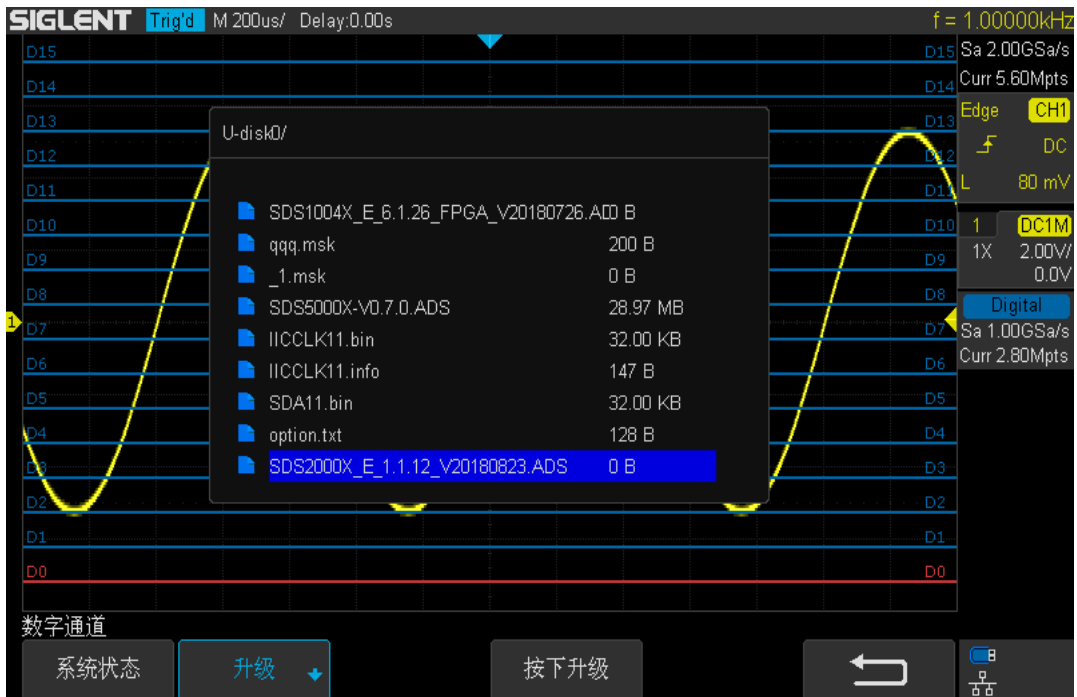 SIGLENT Trig'd M 200us/ Delay:0.00s f = 1.00000kHz
D15 D15 Sa 2.00GSa/s
D14 D14 Curr 5.60Mpts
D13 D13 Edge CH1
D12 D12 DC
D11 D11 L 80 mV
D10 D10 1 DC1M
D9 D9 1X 2.00V/
0.0V
D8 D8 Digital
1 D7 D7 Sa 1.00GSa/s
D6 D6 Curr 2.80Mpts
D5 D5
D4 D4
D3 D3
D2 D2
D1 D1
D0 D0
U-disk0/
SDS1004X_E_6.1.26_FPGA_V20180726.AD 0 B
qqq.msk 200 B
_1.msk 0 B
SDS5000X-V0.7.0.ADS 28.97 MB
IICCLK11.bin 32.00 KB
IICCLK11.info 147 B
SDA11.bin 32.00 KB
option.txt 128 B
SDS2000X_E_1.1.12_V20180823.ADS 0 B
数字通道
系统状态 升级 按下升级